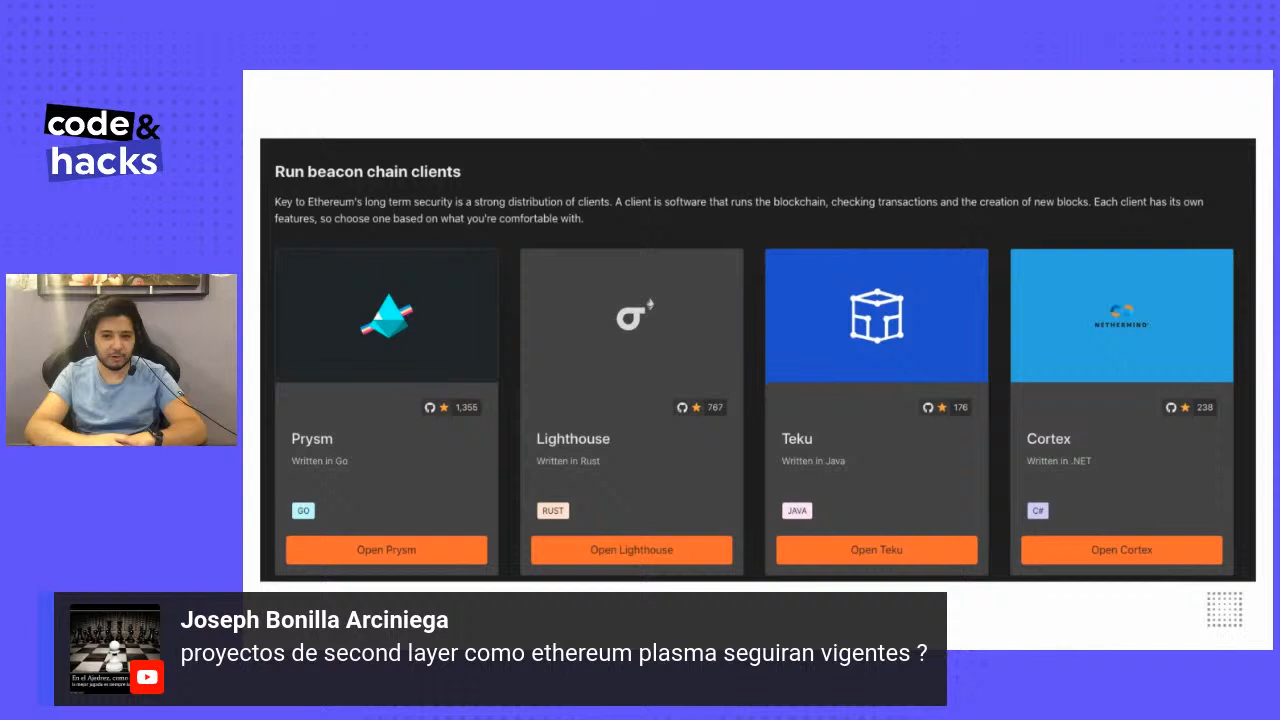 code&
hacks
Run beacon chain clients
Key to Ethereum's long term security is a strong distribution of clients. A client is software that runs the blockchain, checking transactions and the creation of new blocks. Each client has its own
features, so choose one based on what you're comfortable with.
NETHERMIND
1,355
767
176
238
Prysm
Lighthouse
Teku
Cortex
Written in Go
Written in Rust
Written in Java
Written in .NET
GO
RUST
JAVA
C#
Open Prysm
Open Lighthouse
Open Teku
Open Cortex
Joseph Bonilla Arciniega
proyectos de second layer como ethereum plasma seguiran vigentes ?
En el Ajedrez, como